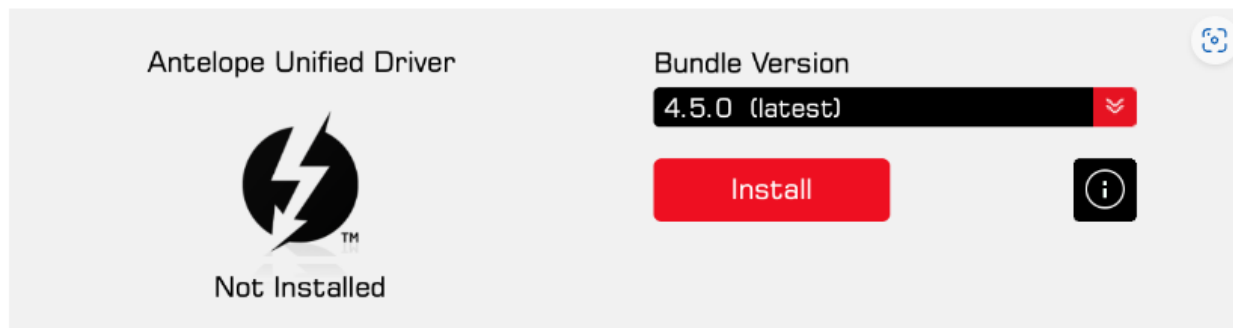 Antelope Unified Driver
TM
Not Installed
Bundle Version
4.5.0 (latest)
Install